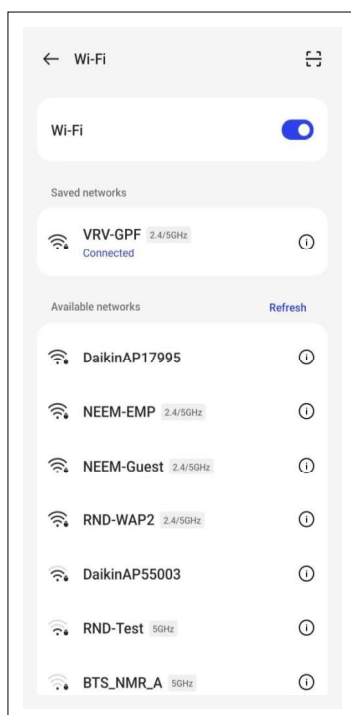 Wi-Fi
Wi-Fi
Saved networks
VRV-GPF 2.4/5GHz
Connected
Available networks Refresh
DaikinAP17995
NEEM-EMP 2.4/5GHz
NEEM-Guest 2.4/5GHz
RND-WAP2 2.4/5GHz
DaikinAP55003
RND-Test 5GHz
BTS_NMR_A 5GHz